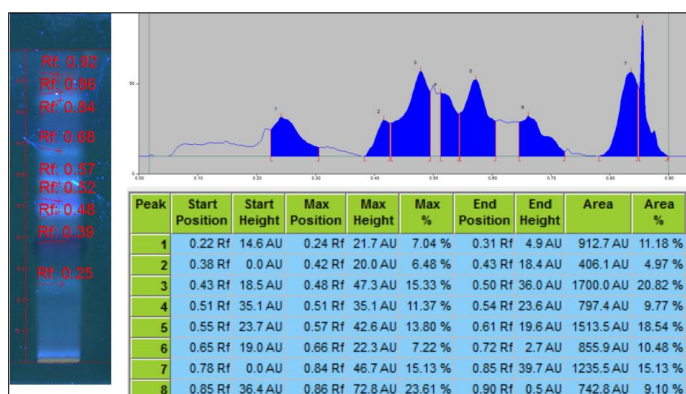 Rf: 0.92
Rf: 0.86
Rf: 0.84
Rf: 0.68
Rf: 0.57
Rf: 0.52
Rf: 0.48
Rf: 0.39
Rf: 0.25
1 2 3 4 5 6 7 8
Peak Start Position Start Height Max Position Max Height Max % End Position End Height Area Area %
1 0.22 Rf 14.6 AU 0.24 Rf 21.7 AU 7.04 % 0.31 Rf 4.9 AU 912.7 AU 11.18 %
2 0.38 Rf 0.0 AU 0.42 Rf 20.0 AU 6.48 % 0.43 Rf 18.4 AU 406.1 AU 4.97 %
3 0.43 Rf 18.5 AU 0.48 Rf 47.3 AU 15.33 % 0.50 Rf 36.0 AU 1700.0 AU 20.82 %
4 0.51 Rf 35.1 AU 0.51 Rf 35.1 AU 11.37 % 0.54 Rf 23.6 AU 797.4 AU 9.77 %
5 0.55 Rf 23.7 AU 0.57 Rf 42.6 AU 13.80 % 0.61 Rf 19.6 AU 1513.5 AU 18.54 %
6 0.65 Rf 19.0 AU 0.66 Rf 22.3 AU 7.22 % 0.72 Rf 2.7 AU 855.9 AU 10.48 %
7 0.78 Rf 0.0 AU 0.84 Rf 46.7 AU 15.13 % 0.85 Rf 39.7 AU 1235.5 AU 15.13 %
8 0.85 Rf 36.4 AU 0.86 Rf 72.8 AU 23.61 % 0.90 Rf 0.5 AU 742.8 AU 9.10 %